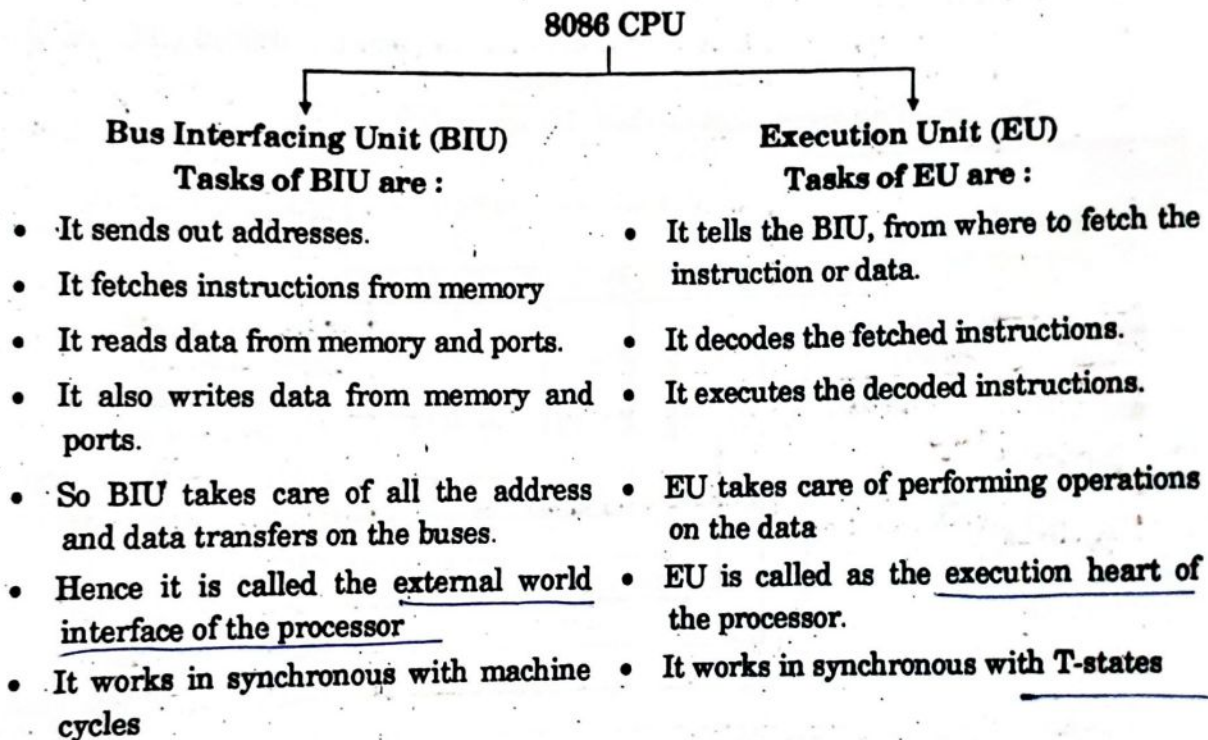 8086 CPU
Bus Interfacing Unit (BIU)
Tasks of BIU are :
• It sends out addresses.
• It fetches instructions from memory
• It reads data from memory and ports.
• It also writes data from memory and
ports.
• So BIU takes care of all the address
and data transfers on the buses.
• Hence it is called the external world
interface of the processor
• It works in synchronous with machine
cycles
Execution Unit (EU)
Tasks of EU are :
• It tells the BIU, from where to fetch the
instruction or data.
• It decodes the fetched instructions.
• It executes the decoded instructions.
• EU takes care of performing operations
on the data
• EU is called as the execution heart of
the processor.
• It works in synchronous with T-states